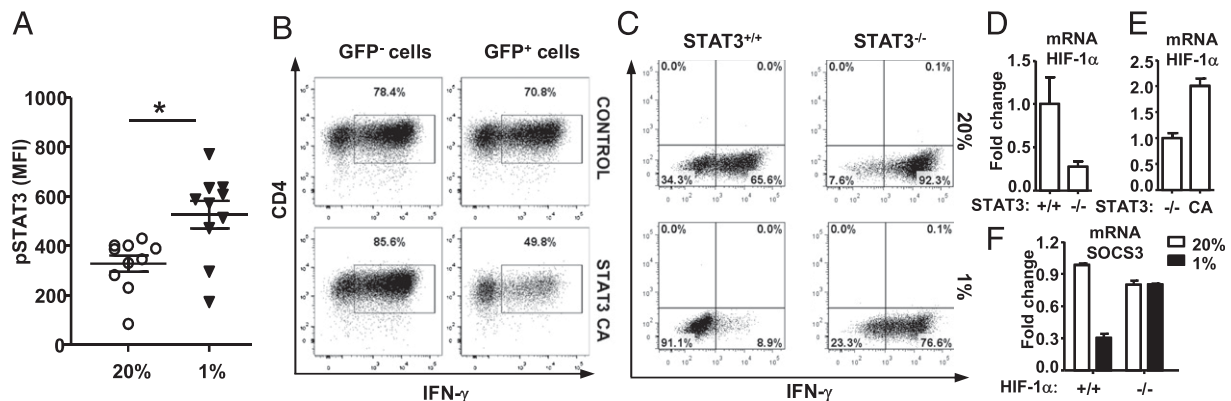 A
pSTAT3 (MFI)
1000
800
600
400
200
0
*
20% 1%
B
GFP- cells GFP+ cells
78.4% 70.8%
CONTROL
85.6% 49.8%
STAT3 CA
CD4
IFN-γ
C
STAT3+/+ STAT3-/-
0.0% 0.0% 0.0% 0.1%
34.3% 65.6% 7.6% 92.3%
20%
0.0% 0.0% 0.0% 0.1%
91.1% 8.9% 23.3% 76.6%
1%
IFN-γ
D
mRNA
HIF-1α
Fold change
1.5
1.0
0.5
0.0
STAT3: +/+ -/-
E
mRNA
HIF-1α
2.5
2.0
1.5
1.0
0.5
0.0
STAT3: -/- CA
F
mRNA
SOCS3
20%
1%
Fold change
1.2
0.9
0.6
0.3
0.0
HIF-1α: +/+ -/-